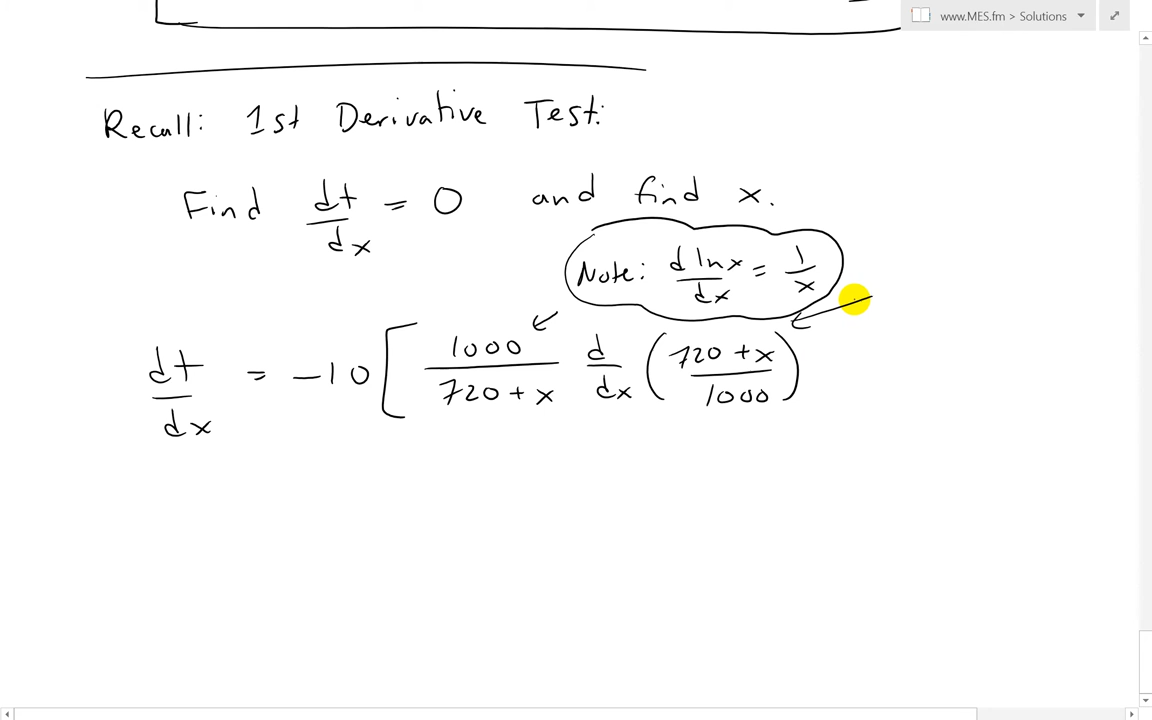 www.MES.fm > Solutions
Recall: 1st Derivative Test:
Find dt/dx = 0 and find x.
Note: d ln x/dx = 1/x
dt/dx = -10 [ 1000/(720 + x) d/dx ( (720 + x)/1000 )